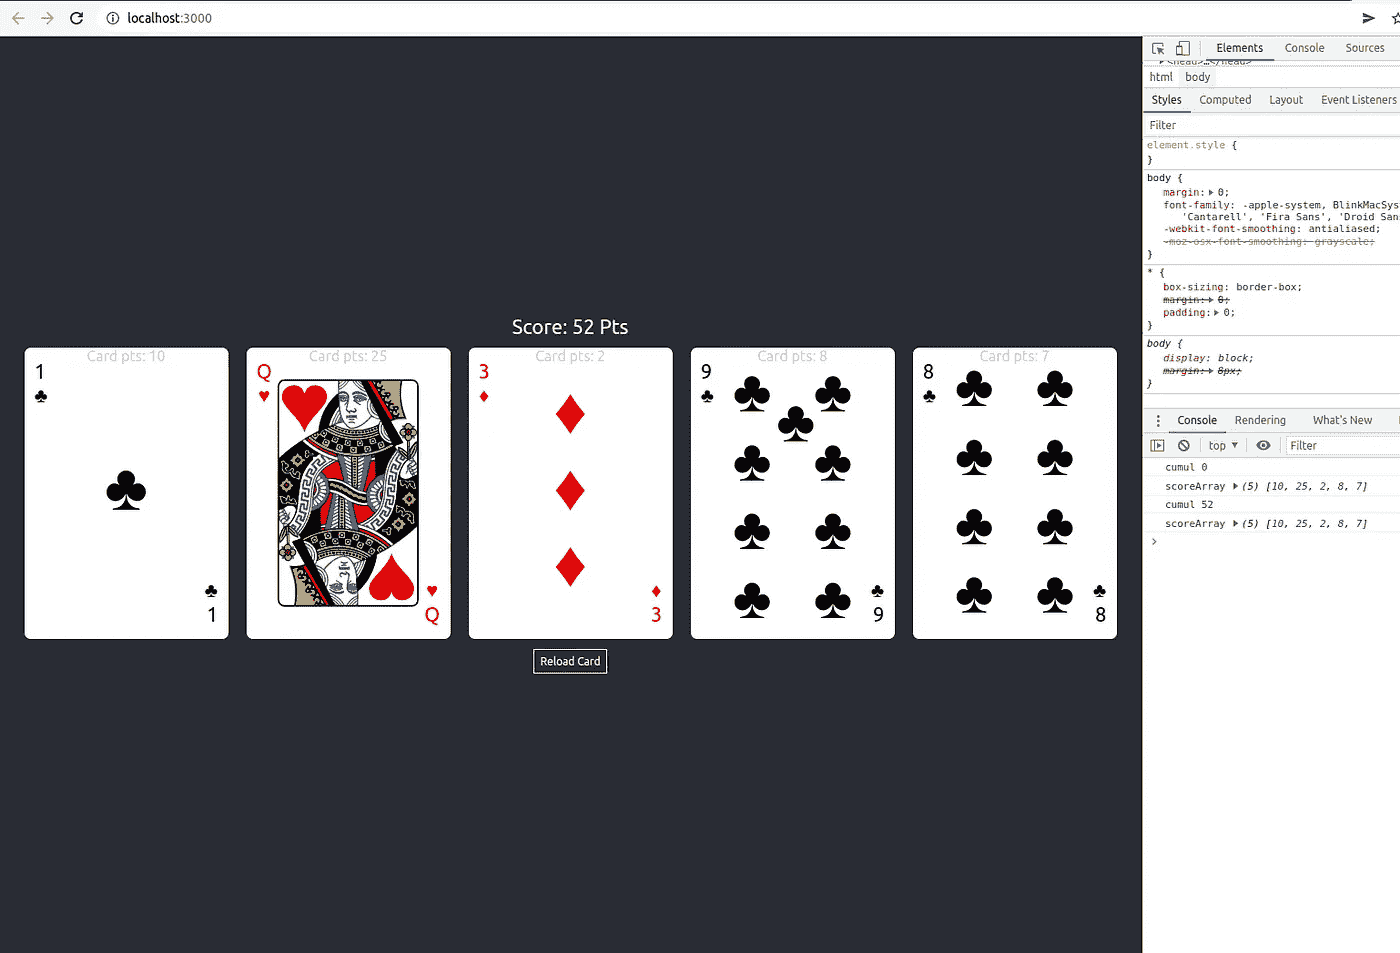 localhost:3000
Elements Console Sources
<head>…</head>
html body
Styles Computed Layout Event Listeners
Filter
element.style {
}
body {
margin: 0;
font-family: -apple-system, BlinkMacSys
'Cantarell', 'Fira Sans', 'Droid San
-webkit-font-smoothing: antialiased;
-moz-osx-font-smoothing: grayscale;
}
* {
box-sizing: border-box;
margin: 0;
padding: 0;
}
body {
display: block;
margin: 8px;
}
Console Rendering What's New
top Filter
cumul 0
scoreArray (5) [10, 25, 2, 8, 7]
cumul 52
scoreArray (5) [10, 25, 2, 8, 7]
Score: 52 Pts
Card pts: 10
1
1
Card pts: 25
Q
Q
Card pts: 2
3
3
Card pts: 8
9
9
Card pts: 7
8
8
Reload Card